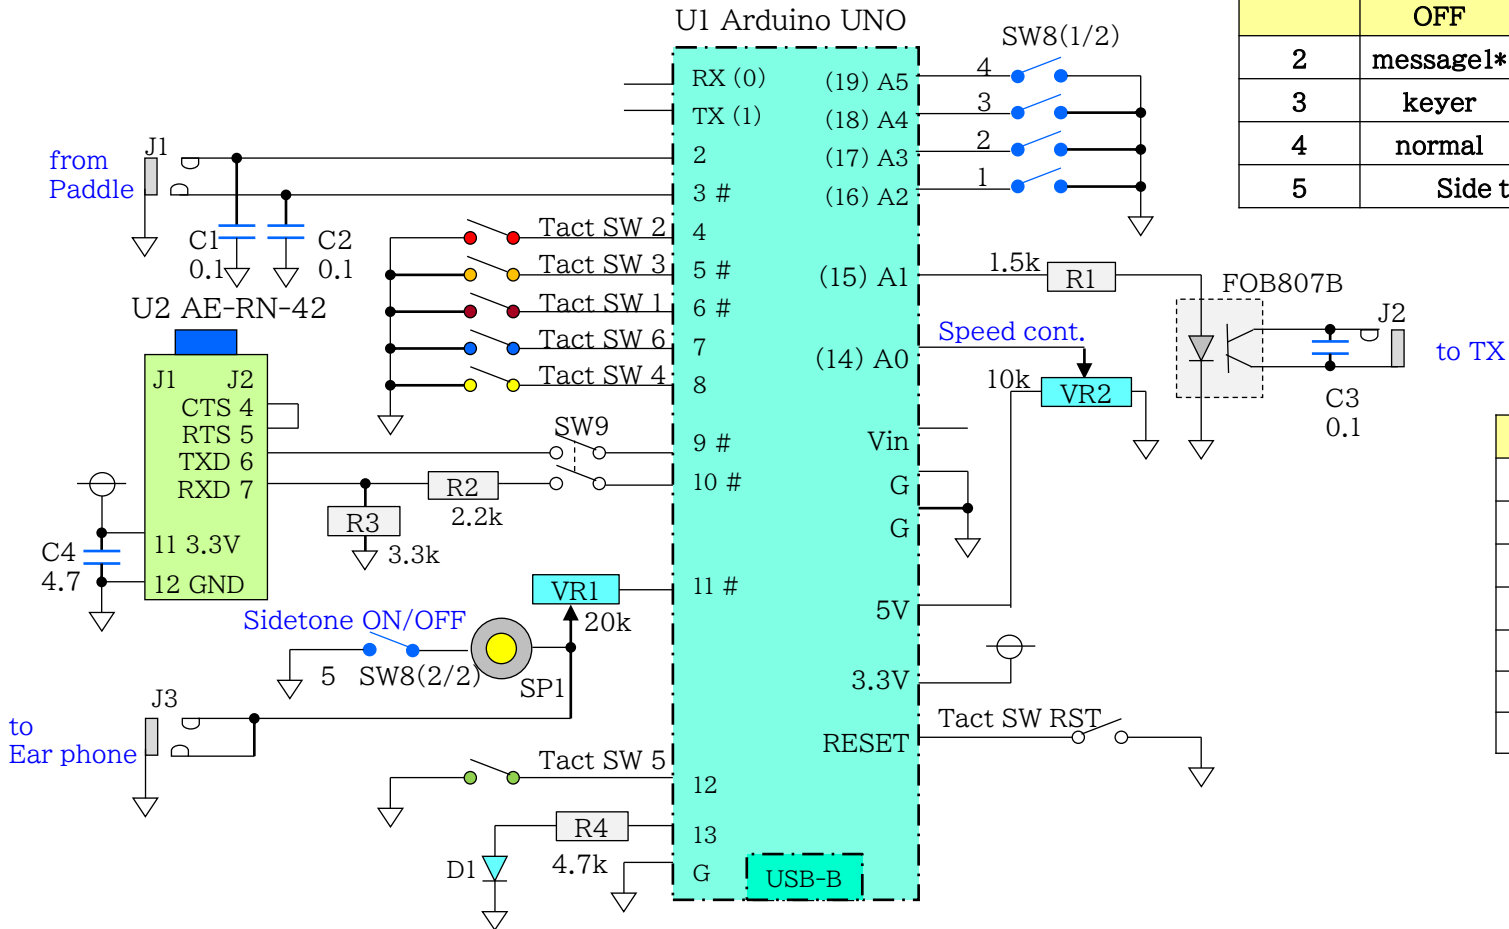 U1 Arduino UNO
OFF
2 message1*
3 keyer
4 normal
5 Side t
SW8(1/2)
4
3
2
1
RX (0)
TX (1)
2
3 #
4
5 #
6 #
7
8
9 #
10 #
11 #
12
13
G
(19) A5
(18) A4
(17) A3
(16) A2
(15) A1
(14) A0
Vin
G
G
5V
3.3V
RESET
USB-B
from
Paddle
J1
C1
0.1
C2
0.1
Tact SW 2
Tact SW 3
Tact SW 1
Tact SW 6
Tact SW 4
U2 AE-RN-42
J1 J2
CTS 4
RTS 5
TXD 6
RXD 7
11 3.3V
12 GND
C4
4.7
SW9
R2
2.2k
R3
3.3k
VR1
20k
Sidetone ON/OFF
5 SW8(2/2)
SP1
J3
to
Ear phone
Tact SW 5
R4
4.7k
D1
1.5k
R1
FOB807B
J2
to TX
C3
0.1
Speed cont.
10k
VR2
Tact SW RST